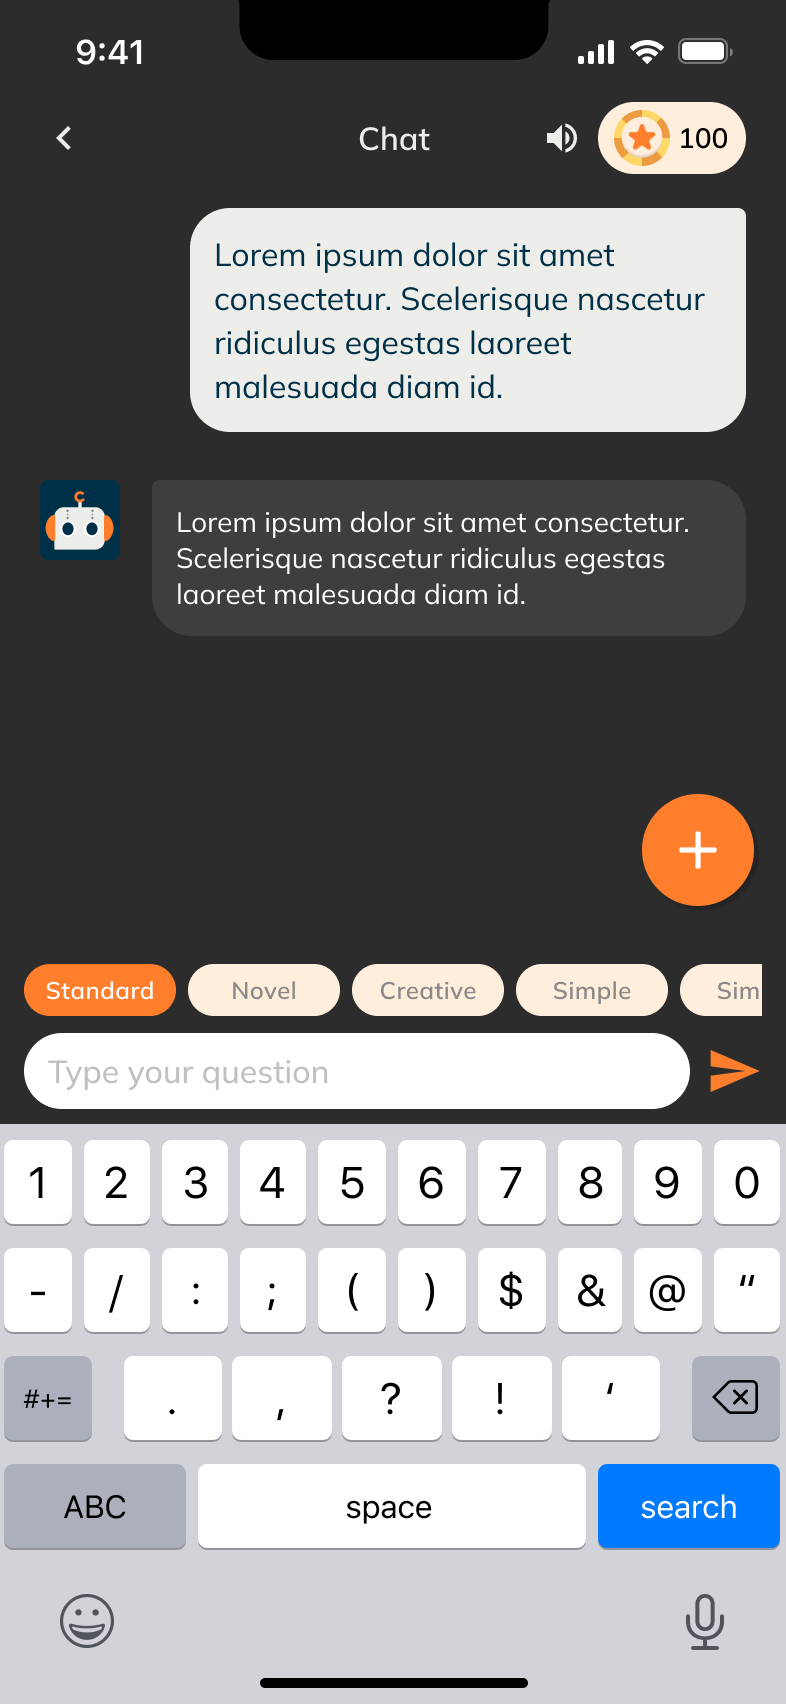 9:41
Chat
100
Lorem ipsum dolor sit amet
consectetur. Scelerisque nascetur
ridiculus egestas laoreet
malesuada diam id.
Lorem ipsum dolor sit amet consectetur.
Scelerisque nascetur ridiculus egestas
laoreet malesuada diam id.
Standard Novel Creative Simple Sim
Type your question
1 2 3 4 5 6 7 8 9 0
- / : ; ( ) $ & @ “
#+= . , ? ! ‘
ABC space search